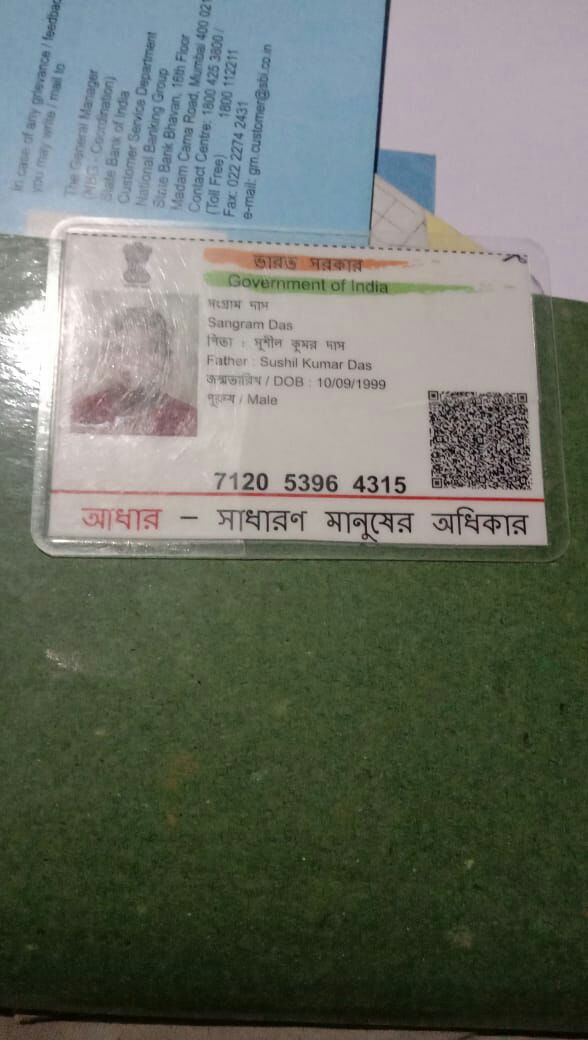 In case of any grievance / feedbac
you may write / mail to
The General Manager
(NBG - Coordination)
State Bank of India
Customer Service Department
National Banking Group
State Bank Bhavan, 16th Floor
Madam Cama Road, Mumbai 400 021
Contact Centre: 1800 425 3800 /
(Toll Free) 1800 112211
Fax: 022 2274 2431
e-mail: gm.customer@sbi.co.in
ভারত সরকার
Government of India
সংগ্রাম দাস
Sangram Das
পিতা : সূশীল কুমর দাস
Father : Sushil Kumar Das
জন্মতারিখ / DOB : 10/09/1999
পুরুষ / Male
7120 5396 4315
আধার – সাধারণ মানুষের অধিকার